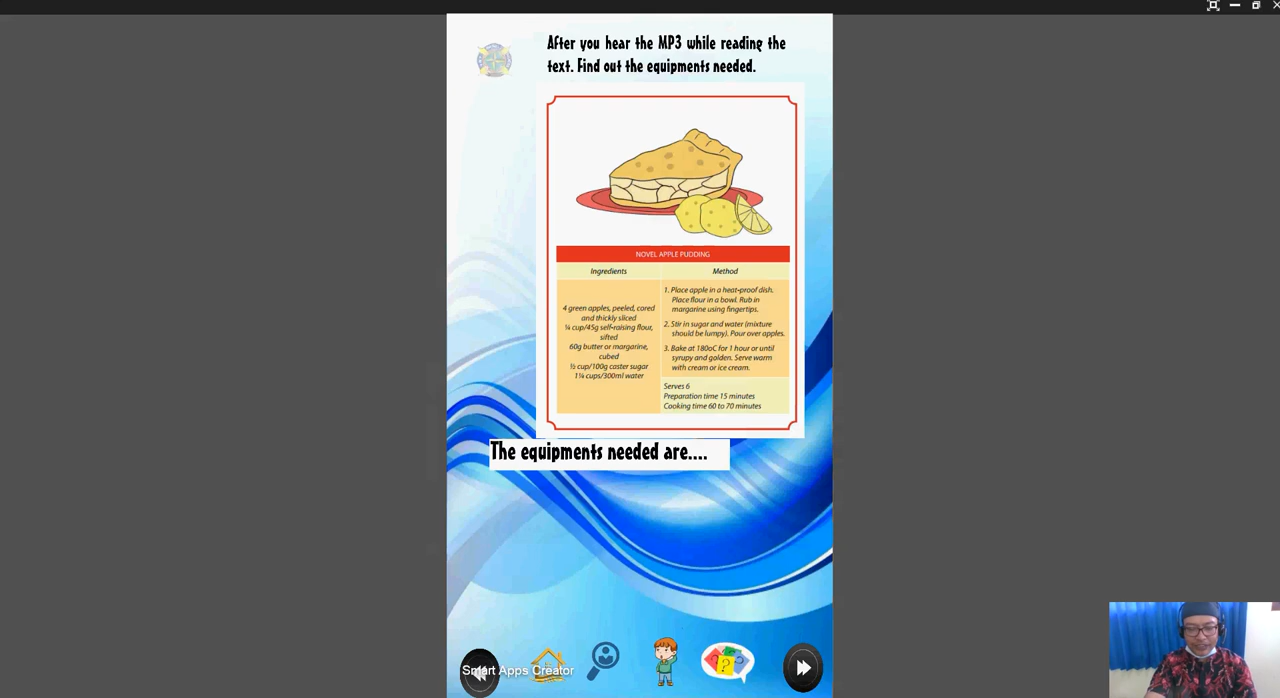 After you hear the MP3 while reading the
text. Find out the equipments needed.
NOVEL APPLE PUDDING
Ingredients
Method
4 green apples, peeled, cored
and thickly sliced
¼ cup/45g self-raising flour,
sifted
60g butter or margarine,
cubed
½ cup/100g caster sugar
1¼ cups/300ml water
1. Place apple in a heat-proof dish.
Place flour in a bowl. Rub in
margarine using fingertips.
2. Stir in sugar and water (mixture
should be lumpy). Pour over apples.
3. Bake at 180oC for 1 hour or until
syrupy and golden. Serve warm
with cream or ice cream.
Serves 6
Preparation time 15 minutes
Cooking time 60 to 70 minutes
The equipments needed are....
Smart Apps Creator